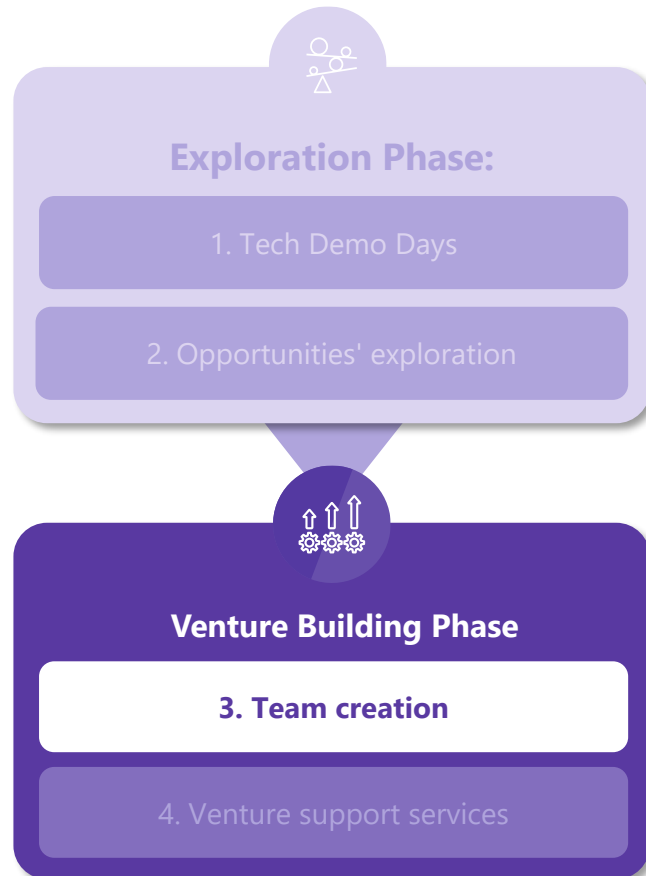 Exploration Phase:
1. Tech Demo Days
2. Opportunities' exploration
Venture Building Phase
3. Team creation
4. Venture support services